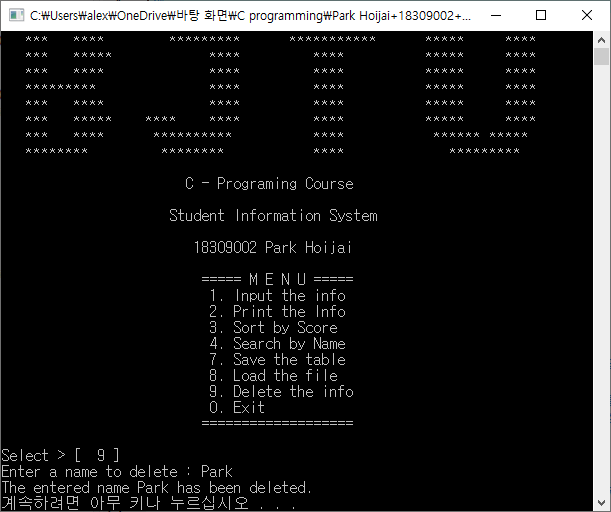 C:₩Users₩alex₩OneDrive₩바탕 화면₩C programming₩Park Hoijai+18309002+...
***   ****        *********      ***********      *****     ****
***  *****            ****         ****          *****     ****
***   ****            ****         ****          *****     ****
*********             ****         ****          *****     ****
***   ****            ****         ****          *****     ****
***   *****   ****    ****         ****          *****     ****
***   ****     **********          ****           ****** *****
********        ********           ****             *********
C - Programing Course
Student Information System
18309002 Park Hoijai
===== M E N U =====
1. Input the info
2. Print the Info
3. Sort by Score
4. Search by Name
7. Save the table
8. Load the file
9. Delete the info
0. Exit
===================
Select > [  9 ]
Enter a name to delete : Park
The entered name Park has been deleted.
계속하려면 아무 키나 누르십시오 . . .